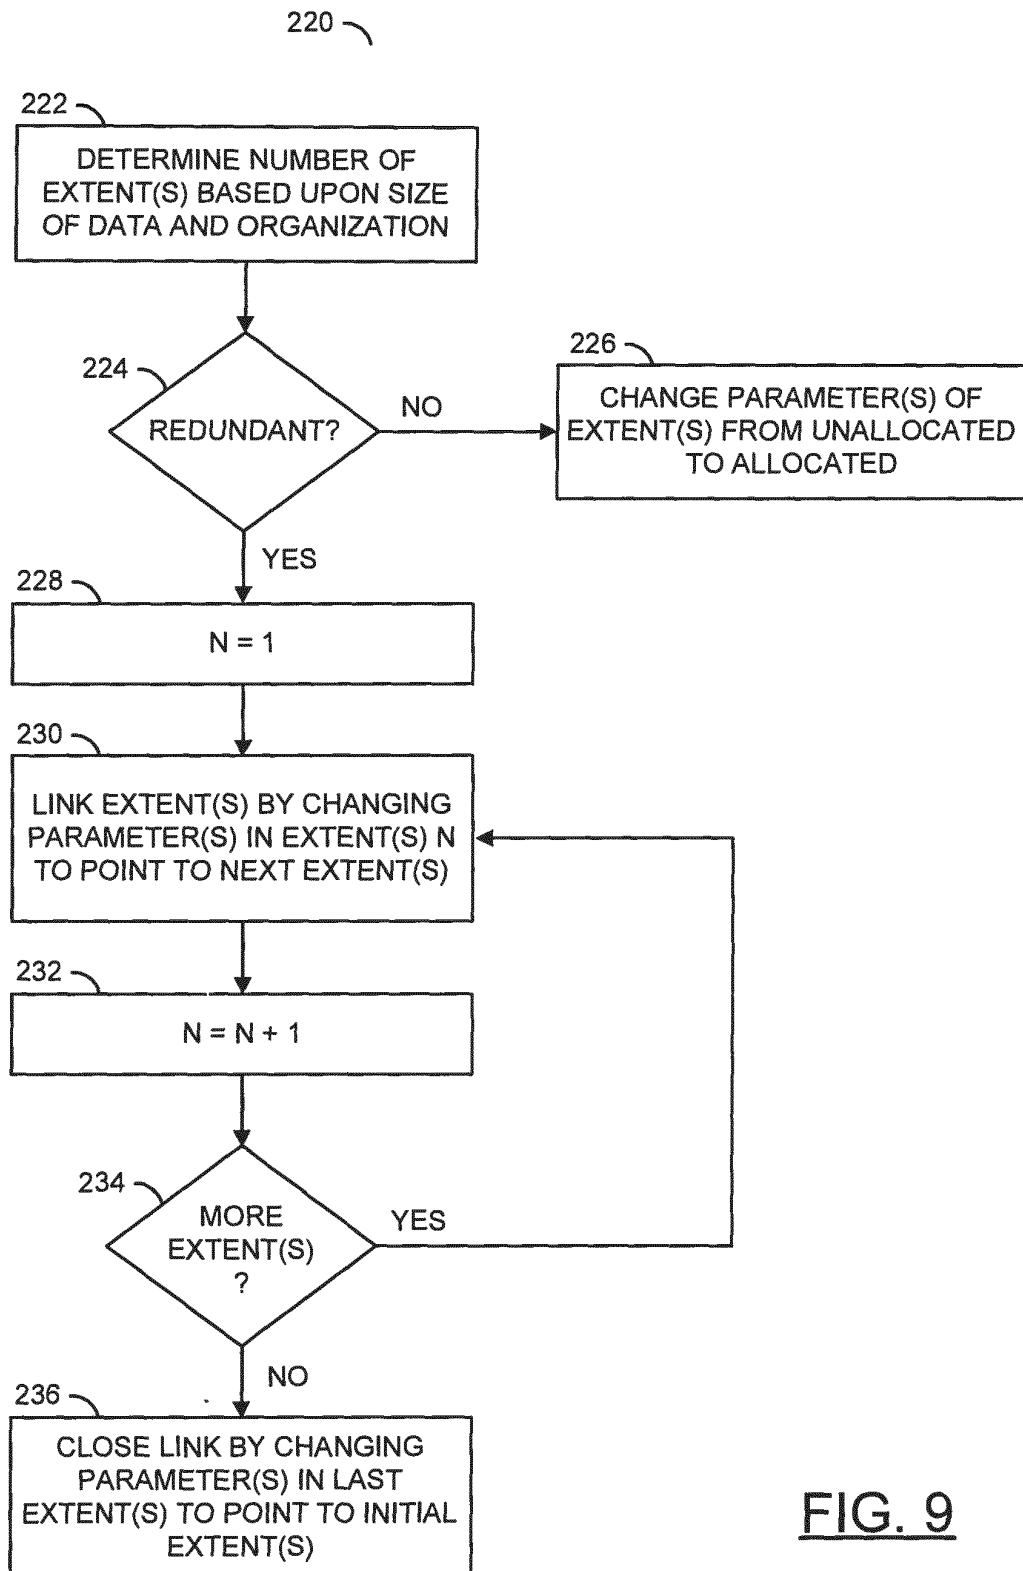 220
222
DETERMINE NUMBER OF
EXTENT(S) BASED UPON SIZE
OF DATA AND ORGANIZATION
224
REDUNDANT?
NO
226
CHANGE PARAMETER(S) OF
EXTENT(S) FROM UNALLOCATED
TO ALLOCATED
YES
228
N = 1
230
LINK EXTENT(S) BY CHANGING
PARAMETER(S) IN EXTENT(S) N
TO POINT TO NEXT EXTENT(S)
232
N = N + 1
234
MORE
EXTENT(S)
?
YES
NO
236
CLOSE LINK BY CHANGING
PARAMETER(S) IN LAST
EXTENT(S) TO POINT TO INITIAL
EXTENT(S)
FIG. 9